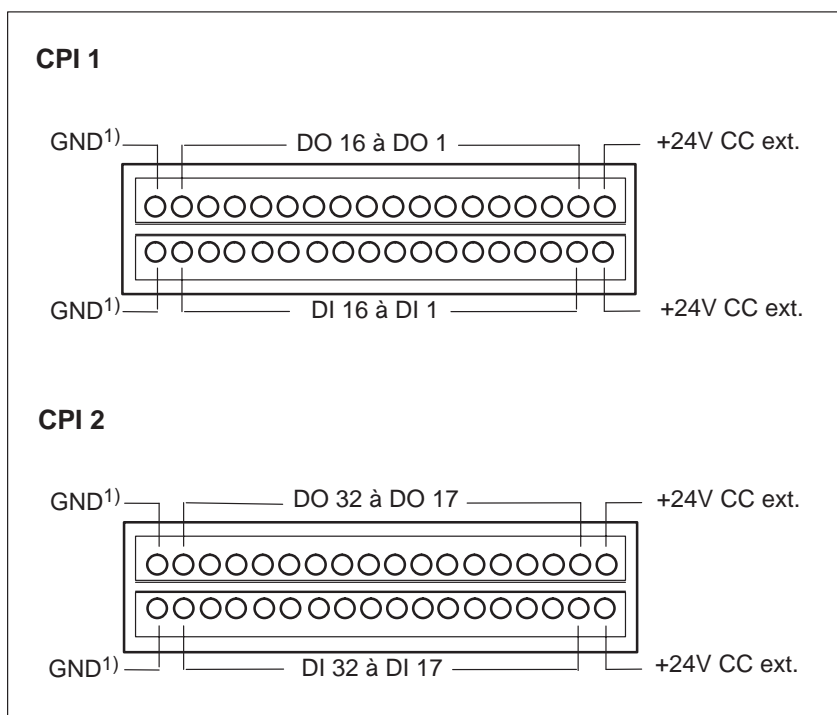 CPI 1
GND1) DO 16 à DO 1 +24V CC ext.
GND1) DI 16 à DI 1 +24V CC ext.
CPI 2
GND1) DO 32 à DO 17 +24V CC ext.
GND1) DI 32 à DI 17 +24V CC ext.